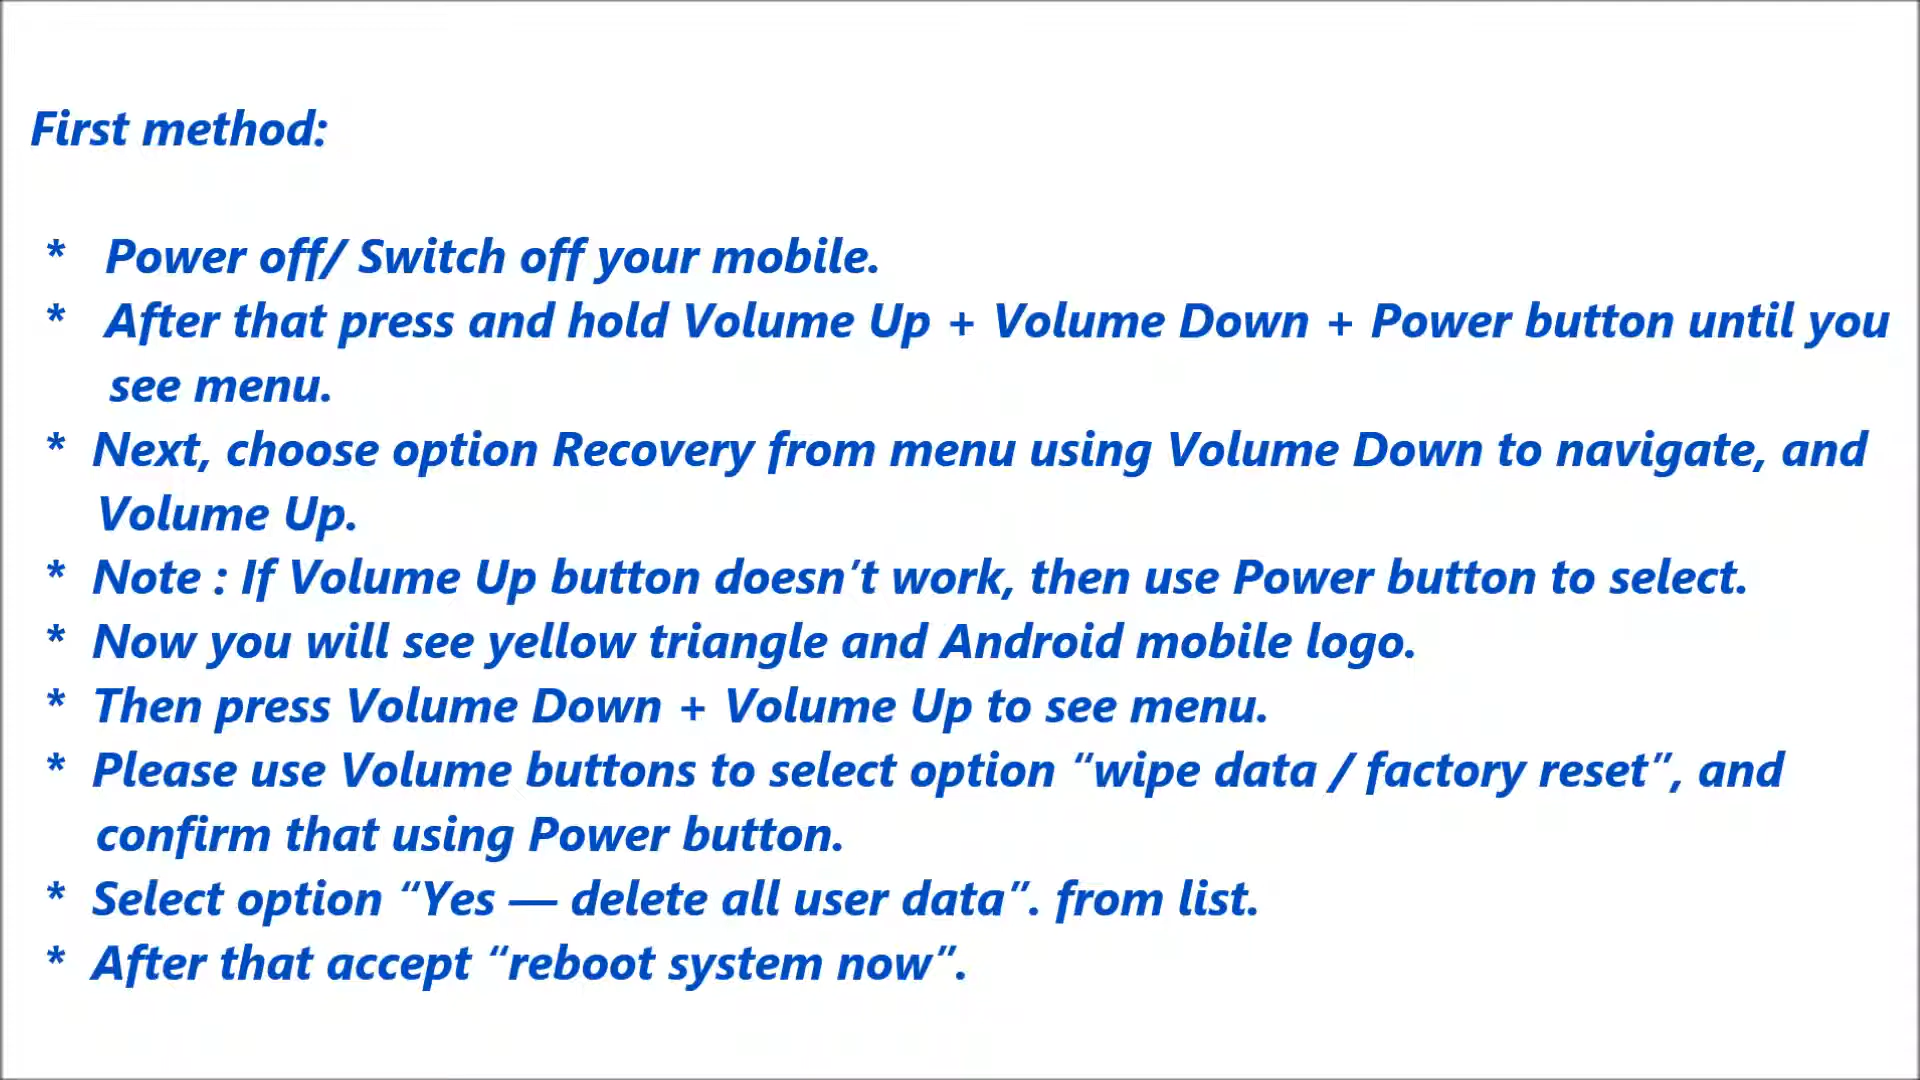 First method:
* Power off/ Switch off your mobile.
* After that press and hold Volume Up + Volume Down + Power button until you
see menu.
* Next, choose option Recovery from menu using Volume Down to navigate, and
Volume Up.
* Note : If Volume Up button doesn’t work, then use Power button to select.
* Now you will see yellow triangle and Android mobile logo.
* Then press Volume Down + Volume Up to see menu.
* Please use Volume buttons to select option “wipe data / factory reset”, and
confirm that using Power button.
* Select option “Yes — delete all user data”. from list.
* After that accept “reboot system now”.